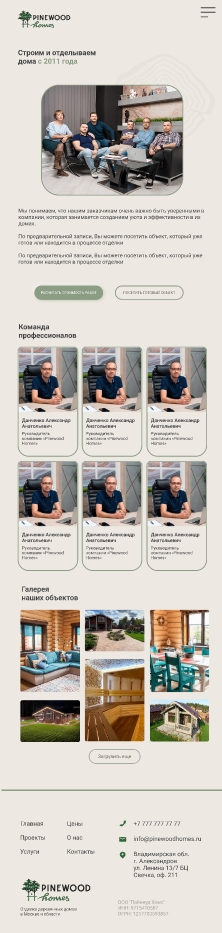 PINEWOOD
homes
Строим и отделываем
дома с 2011 года
Мы понимаем, что нашим заказчикам очень важно быть уверенными в
компании, которая занимается созданием уюта и эффективности в их
домах.
По предварительной записи, Вы можете посетить объект, который уже
готов или находится в процессе отделки
По предварительной записи, Вы можете посетить объект, который уже
готов или находится в процессе отделки
РАССЧИТАТЬ СТОИМОСТЬ РАБОТ
ПОСЕТИТЬ ГОТОВЫЙ ОБЪЕКТ
Команда
профессионалов
Данченко Александр
Анатольевич
Руководитель
компании «Pinewood
Homes»
Данченко Александр
Анатольевич
Руководитель
компании «Pinewood
Homes»
Данченко Александр
Анатольевич
Руководитель
компании «Pinewood
Homes»
Данченко Александр
Анатольевич
Руководитель
компании «Pinewood
Homes»
Данченко Александр
Анатольевич
Руководитель
компании «Pinewood
Homes»
Данченко Александр
Анатольевич
Руководитель
компании «Pinewood
Homes»
Галерея
наших объектов
Загрузить еще
Главная
Проекты
Услуги
Цены
О нас
Контакты
+7 777 777 77 77
info@pinewoodhomes.ru
Владимирская обл.
г. Александров
ул. Ленина 13/7 БЦ
Свечка, оф. 211
PINEWOOD
homes
Отделка деревянных домов
в Москве и области